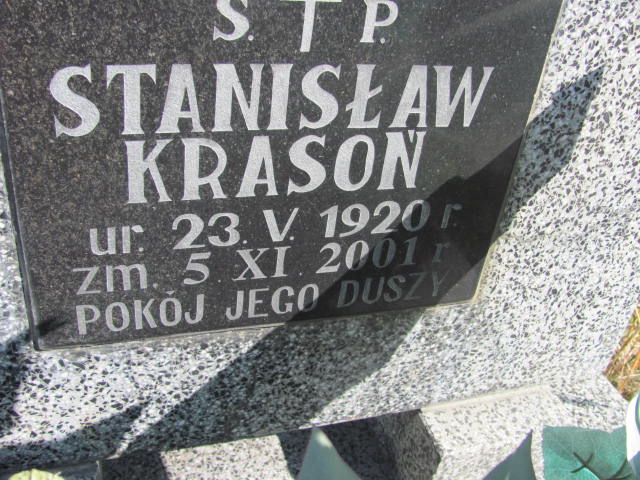 Ś. † P.
STANISŁAW
KRASOŃ
ur. 23. V. 1920 r.
zm. 5 XI. 2001 r
POKÓJ JEGO DUSZY